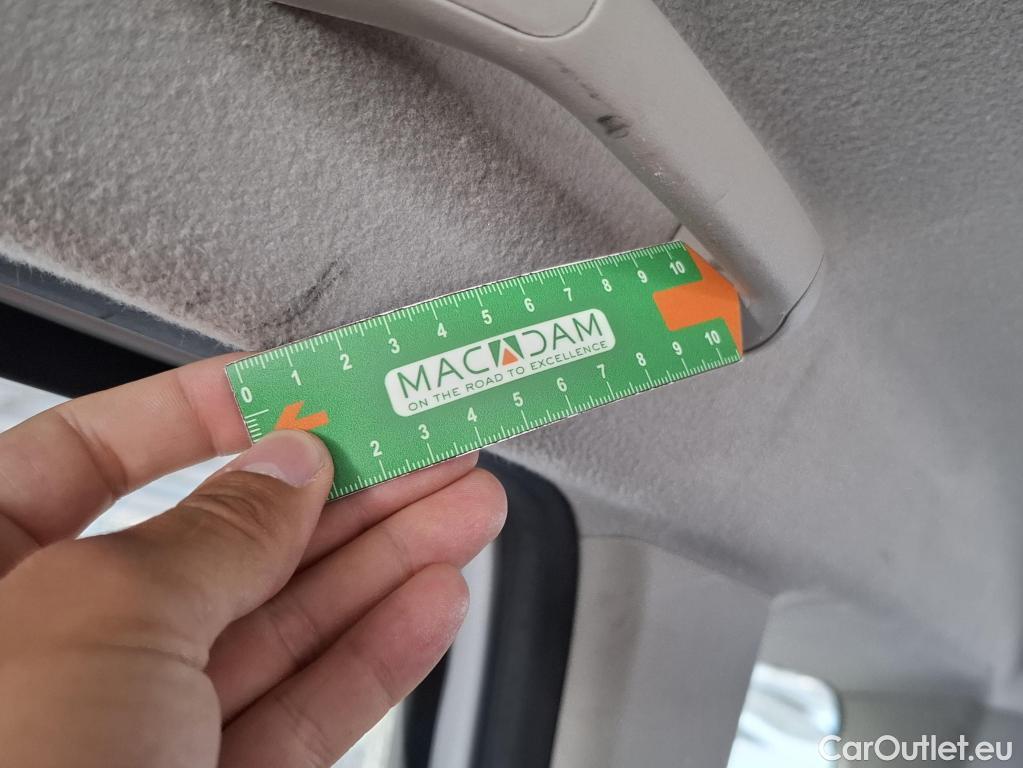 0 1 2 3 4 5 6 7 8 9 10
MACADAM
ON THE ROAD TO EXCELLENCE
2 3 4 5 6 7 8 9 10
CarOutlet.eu